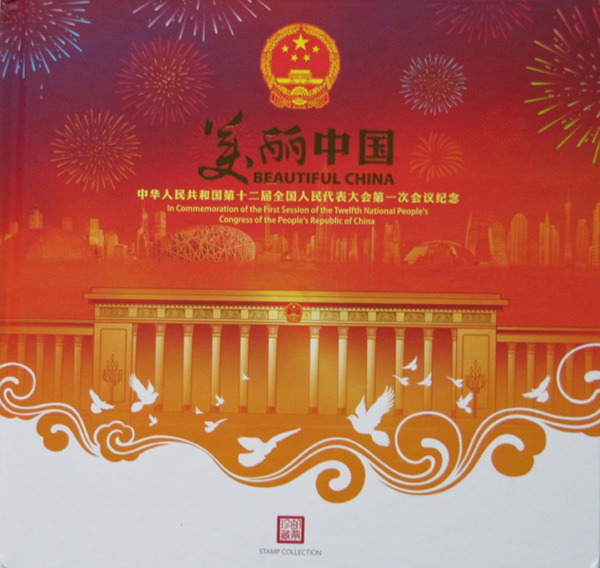 美丽中国
BEAUTIFUL CHINA
中华人民共和国第十二届全国人民代表大会第一次会议纪念
In Commemoration of the First Session of the Twelfth National People's
Congress of the People's Republic of China
STAMP COLLECTION